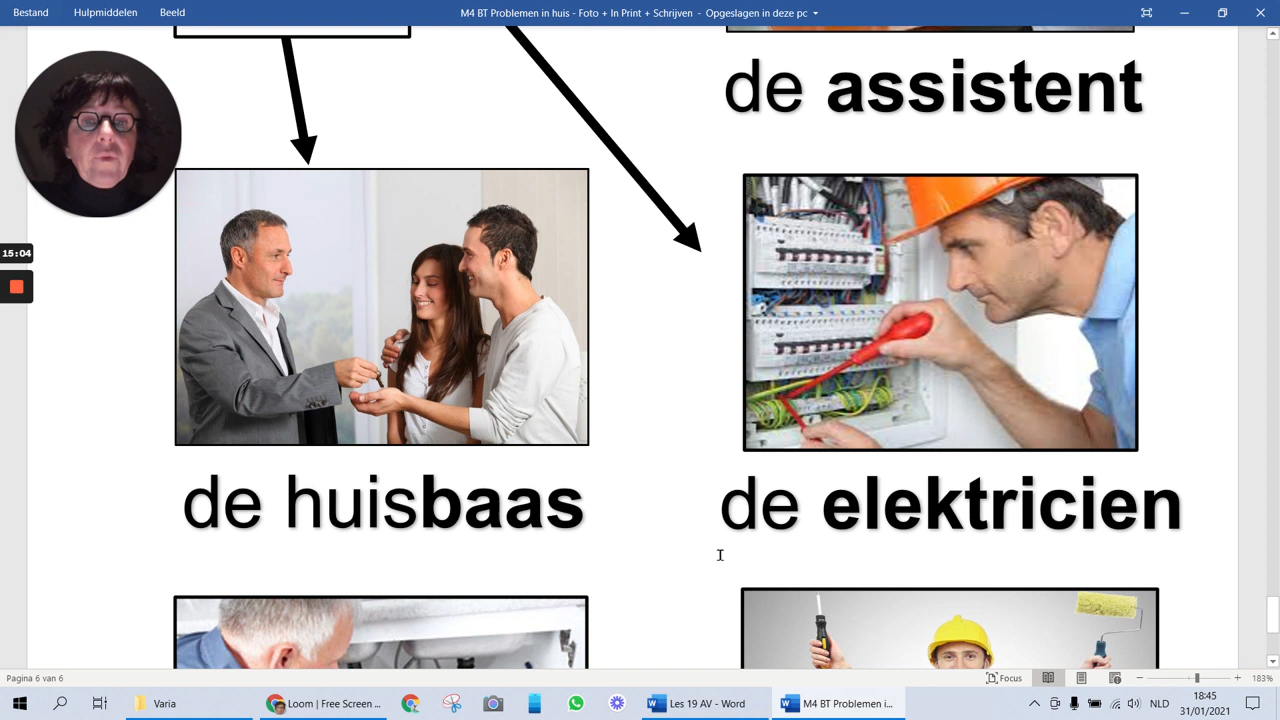 Bestand Hulpmiddelen Beeld M4 BT Problemen in huis - Foto + In Print + Schrijven - Opgeslagen in deze pc
de assistent
15:04
de huisbaas
de elektricien
Pagina 6 van 6 Focus 183%
Varia Loom | Free Screen ... Les 19 AV - Word M4 BT Problemen i... NLD 18:45
31/01/2021